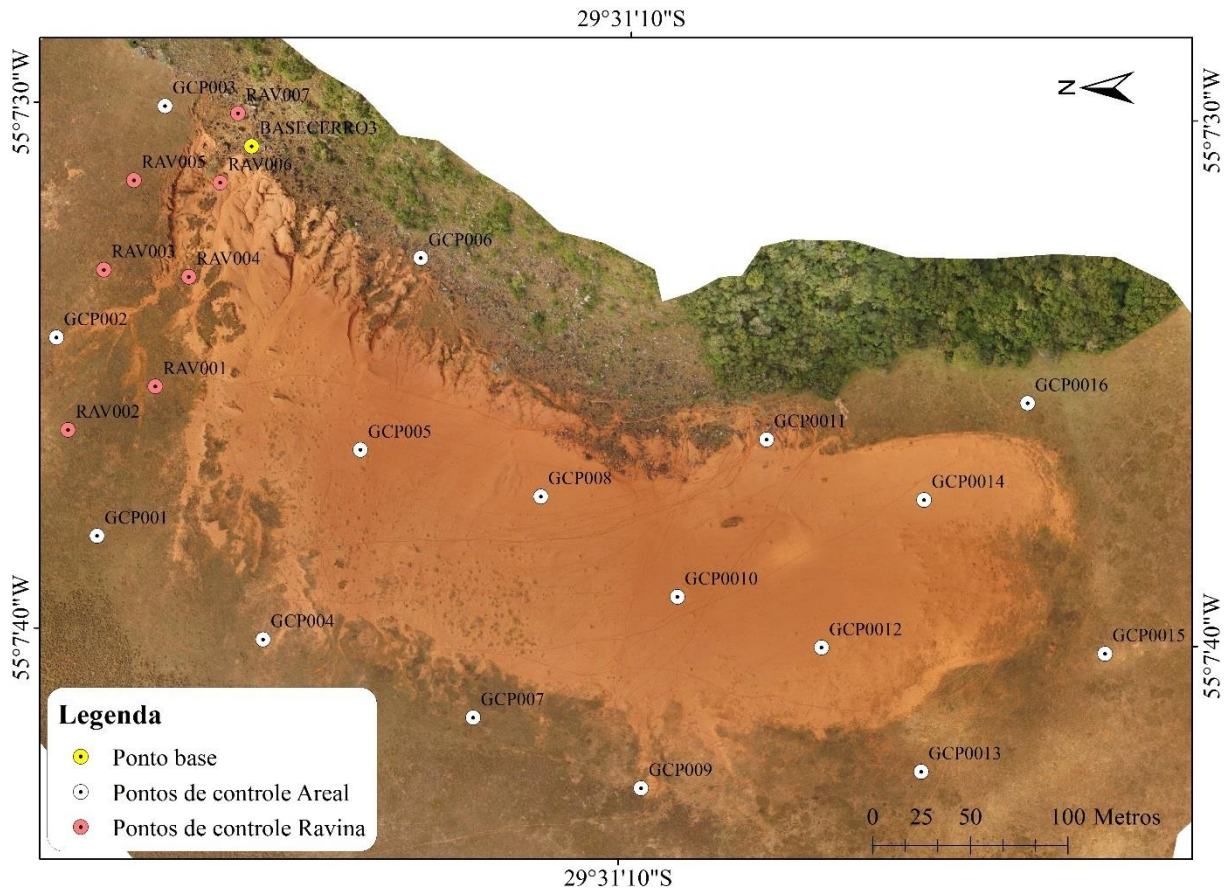 29°31'10"S
55°7'30"W
55°7'30"W
N
GCP003
RAV007
BASECERRO3
RAV005
RAV006
GCP006
RAV003
RAV004
GCP002
RAV001
GCP0016
RAV002
GCP005
GCP0011
GCP008
GCP0014
GCP001
GCP0010
55°7'40"W
55°7'40"W
GCP004
GCP0012
GCP0015
GCP007
GCP009
GCP0013
Legenda
Ponto base
Pontos de controle Areal
Pontos de controle Ravina
0 25 50 100 Metros
29°31'10"S